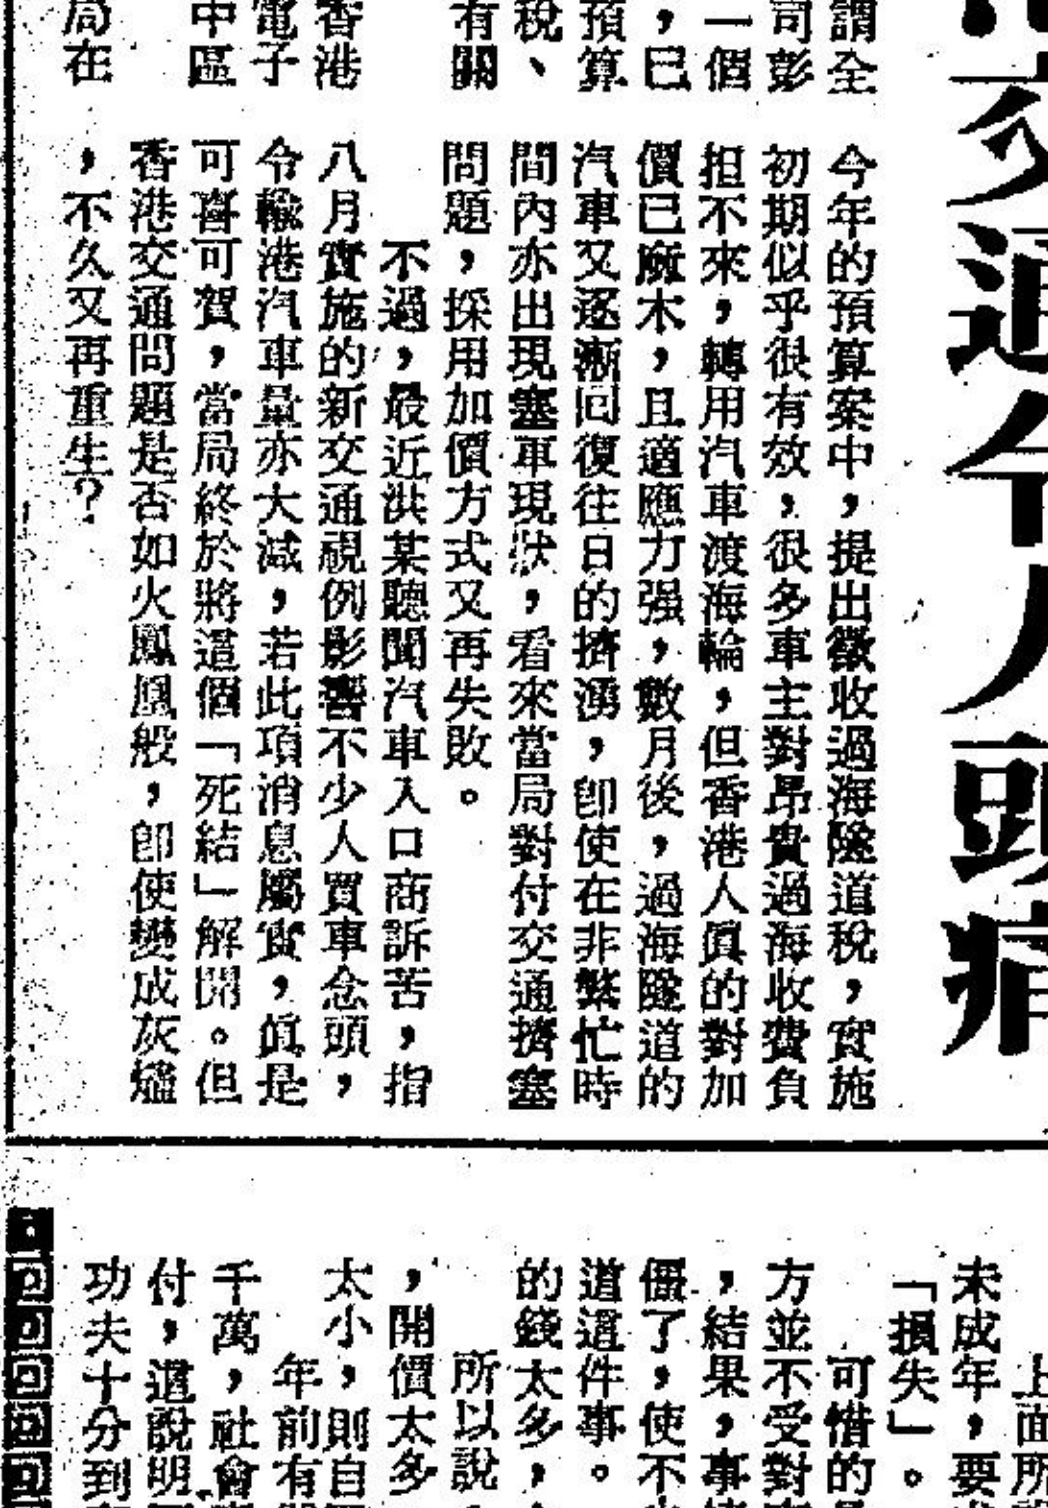 交通令人頭痛
謂全
司彭
一個
，已
預算
稅、
有關
香港
電子
中區
局在
今年的預算案中，提出徵收過海隧道稅，實施
初期似乎很有效，很多車主對昂貴過海收費負
担不來，轉用汽車渡海輪，但香港人眞的對加
價已麻木，且適應力强，數月後，過海隧道的
汽車又逐漸回復往日的擠湧，卽使在非繁忙時
間內亦出現塞車現狀，看來當局對付交通擠塞
問題，採用加價方式又再失敗。
不過，最近洪某聽聞汽車入口商訴苦，指
八月實施的新交通視例影響不少人買車念頭，
令輸港汽車量亦大減，若此項消息屬實，眞是
可喜可賀，當局終於將這個「死結」解開。但
香港交通問題是否如火鳳凰般，卽使變成灰燼
，不久又再重生？
上面所
未成年，要
「損失」。
可惜的
方並不受對
，結果，事
僵了，使不
道這件事。
的錢太多，
所以說
，開價太多
太小，則自
年前有
千萬，社會
付，還說明
功夫十分到